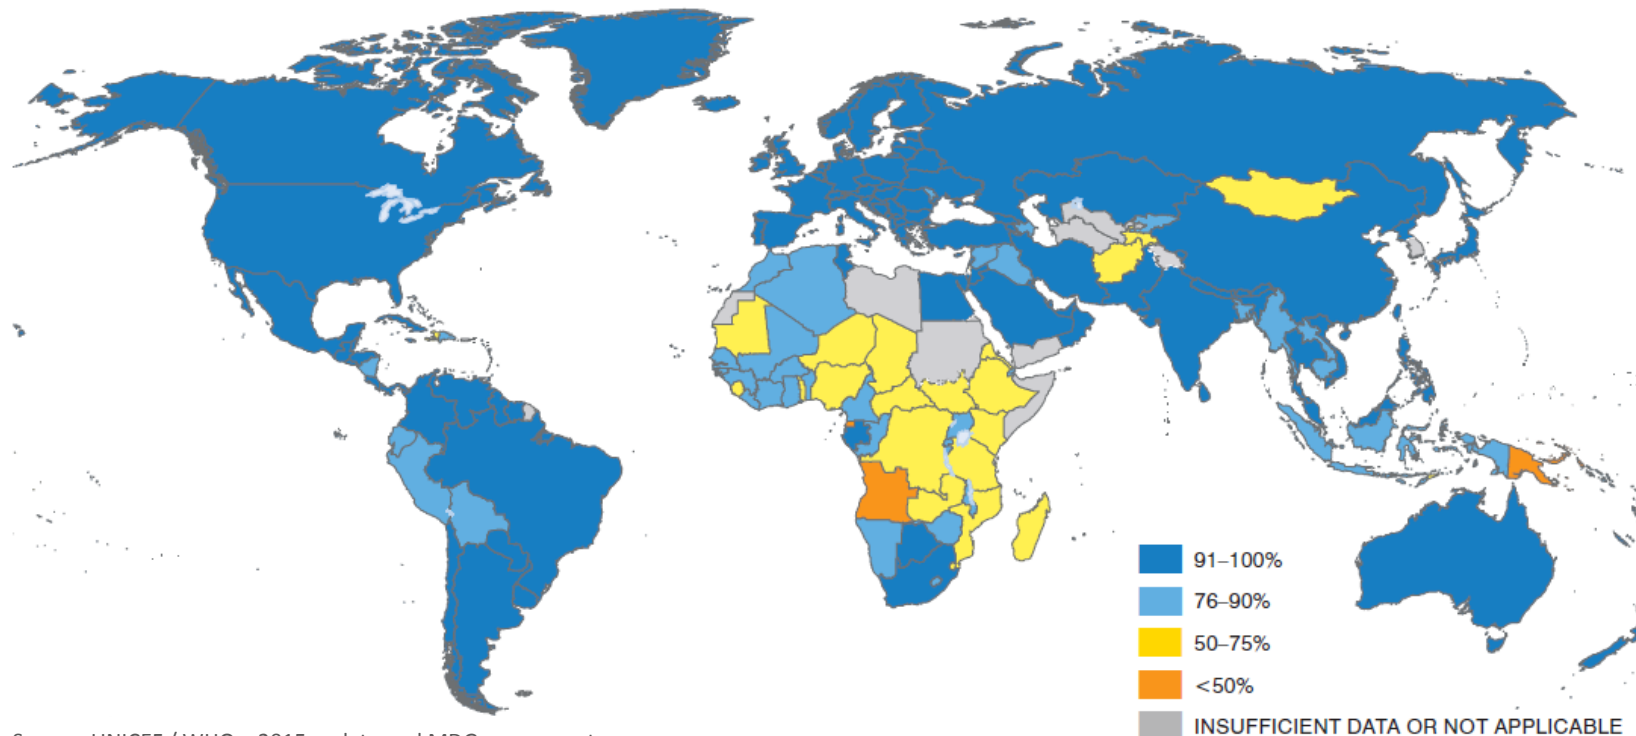 91–100%
76–90%
50–75%
<50%
INSUFFICIENT DATA OR NOT APPLICABLE